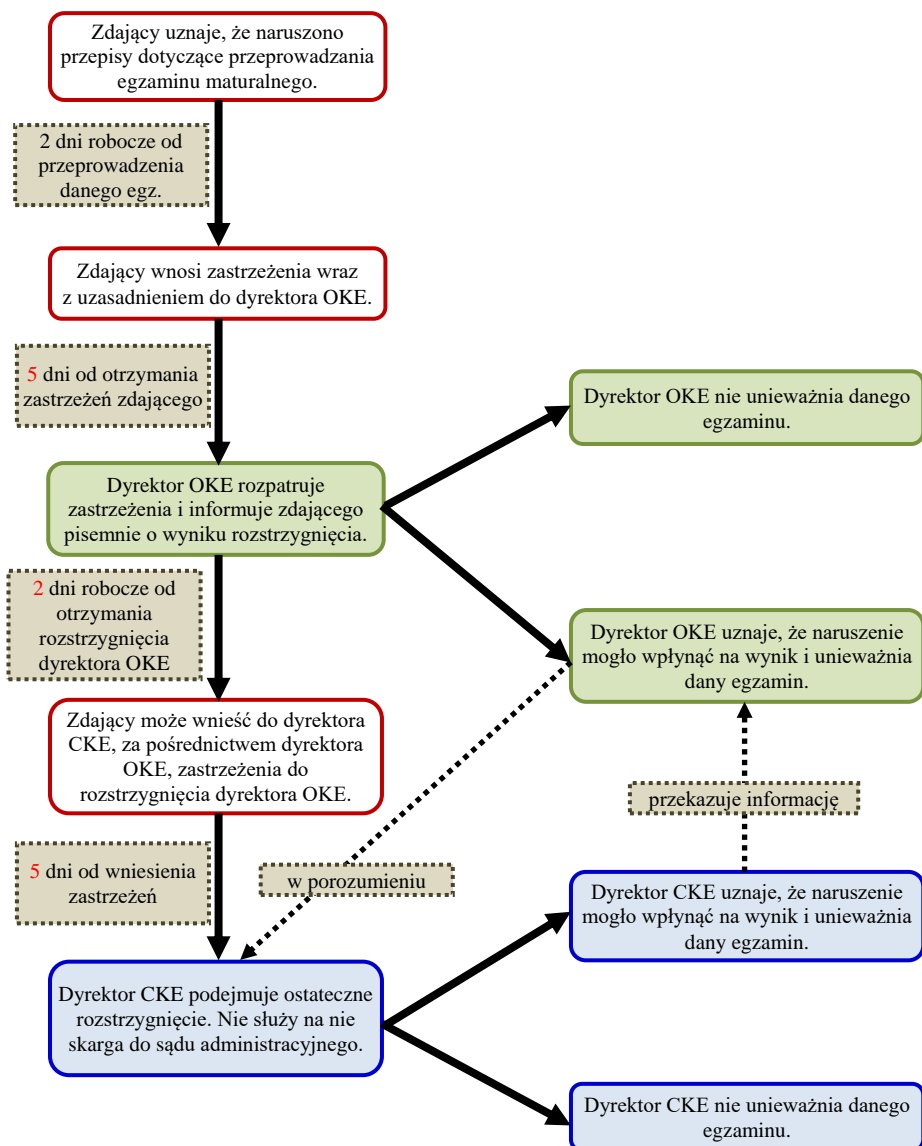 Zdający uznaje, że naruszono
przepisy dotyczące przeprowadzania
egzaminu maturalnego.
2 dni robocze od
przeprowadzenia
danego egz.
Zdający wnosi zastrzeżenia wraz
z uzasadnieniem do dyrektora OKE.
5 dni od otrzymania
zastrzeżeń zdającego
Dyrektor OKE nie unieważnia danego
egzaminu.
Dyrektor OKE rozpatruje
zastrzeżenia i informuje zdającego
pisemnie o wyniku rozstrzygnięcia.
2 dni robocze od
otrzymania
rozstrzygnięcia
dyrektora OKE
Dyrektor OKE uznaje, że naruszenie
mogło wpłynąć na wynik i unieważnia
dany egzamin.
Zdający może wnieść do dyrektora
CKE, za pośrednictwem dyrektora
OKE, zastrzeżenia do
rozstrzygnięcia dyrektora OKE.
przekazuje informację
5 dni od wniesienia
zastrzeżeń
w porozumieniu
Dyrektor CKE uznaje, że naruszenie
mogło wpłynąć na wynik i unieważnia
dany egzamin.
Dyrektor CKE podejmuje ostateczne
rozstrzygnięcie. Nie służy na nie
skarga do sądu administracyjnego.
Dyrektor CKE nie unieważnia danego
egzaminu.